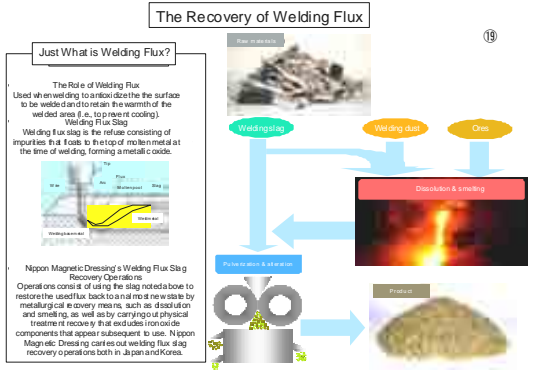 The Recovery of Welding Flux
⑲
Just What is Welding Flux?
The Role of Welding Flux
Used when welding to antioxidize the the surface
to be welded and to retain the warmth of the
welded area (I.e., to prevent cooling).
Welding Flux Slag
Welding flux slag is the refuse consisting of
impurities that floats to the top of molten metal at
the time of welding, forming a metallic oxide.
Tip
Flux
Wire
Arc
Molten pool
Slag
Weld metal
Welding base metal
Nippon Magnetic Dressing's Welding Flux Slag
Recovery Operations
Operations consist of using the slag noted above to
restore the used flux back to an almost new state by
metallurgical recovery means, such as dissolution
and smelting, as well as by carrying out physical
treatment recovery that excludes iron oxide
components that appear subsequent to use. Nippon
Magnetic Dressing carries out welding flux slag
recovery operations both in Japan and Korea.
Raw materials
Welding slag
Welding dust
Ores
Dissolution & smelting
Pulverization & siteration
Product